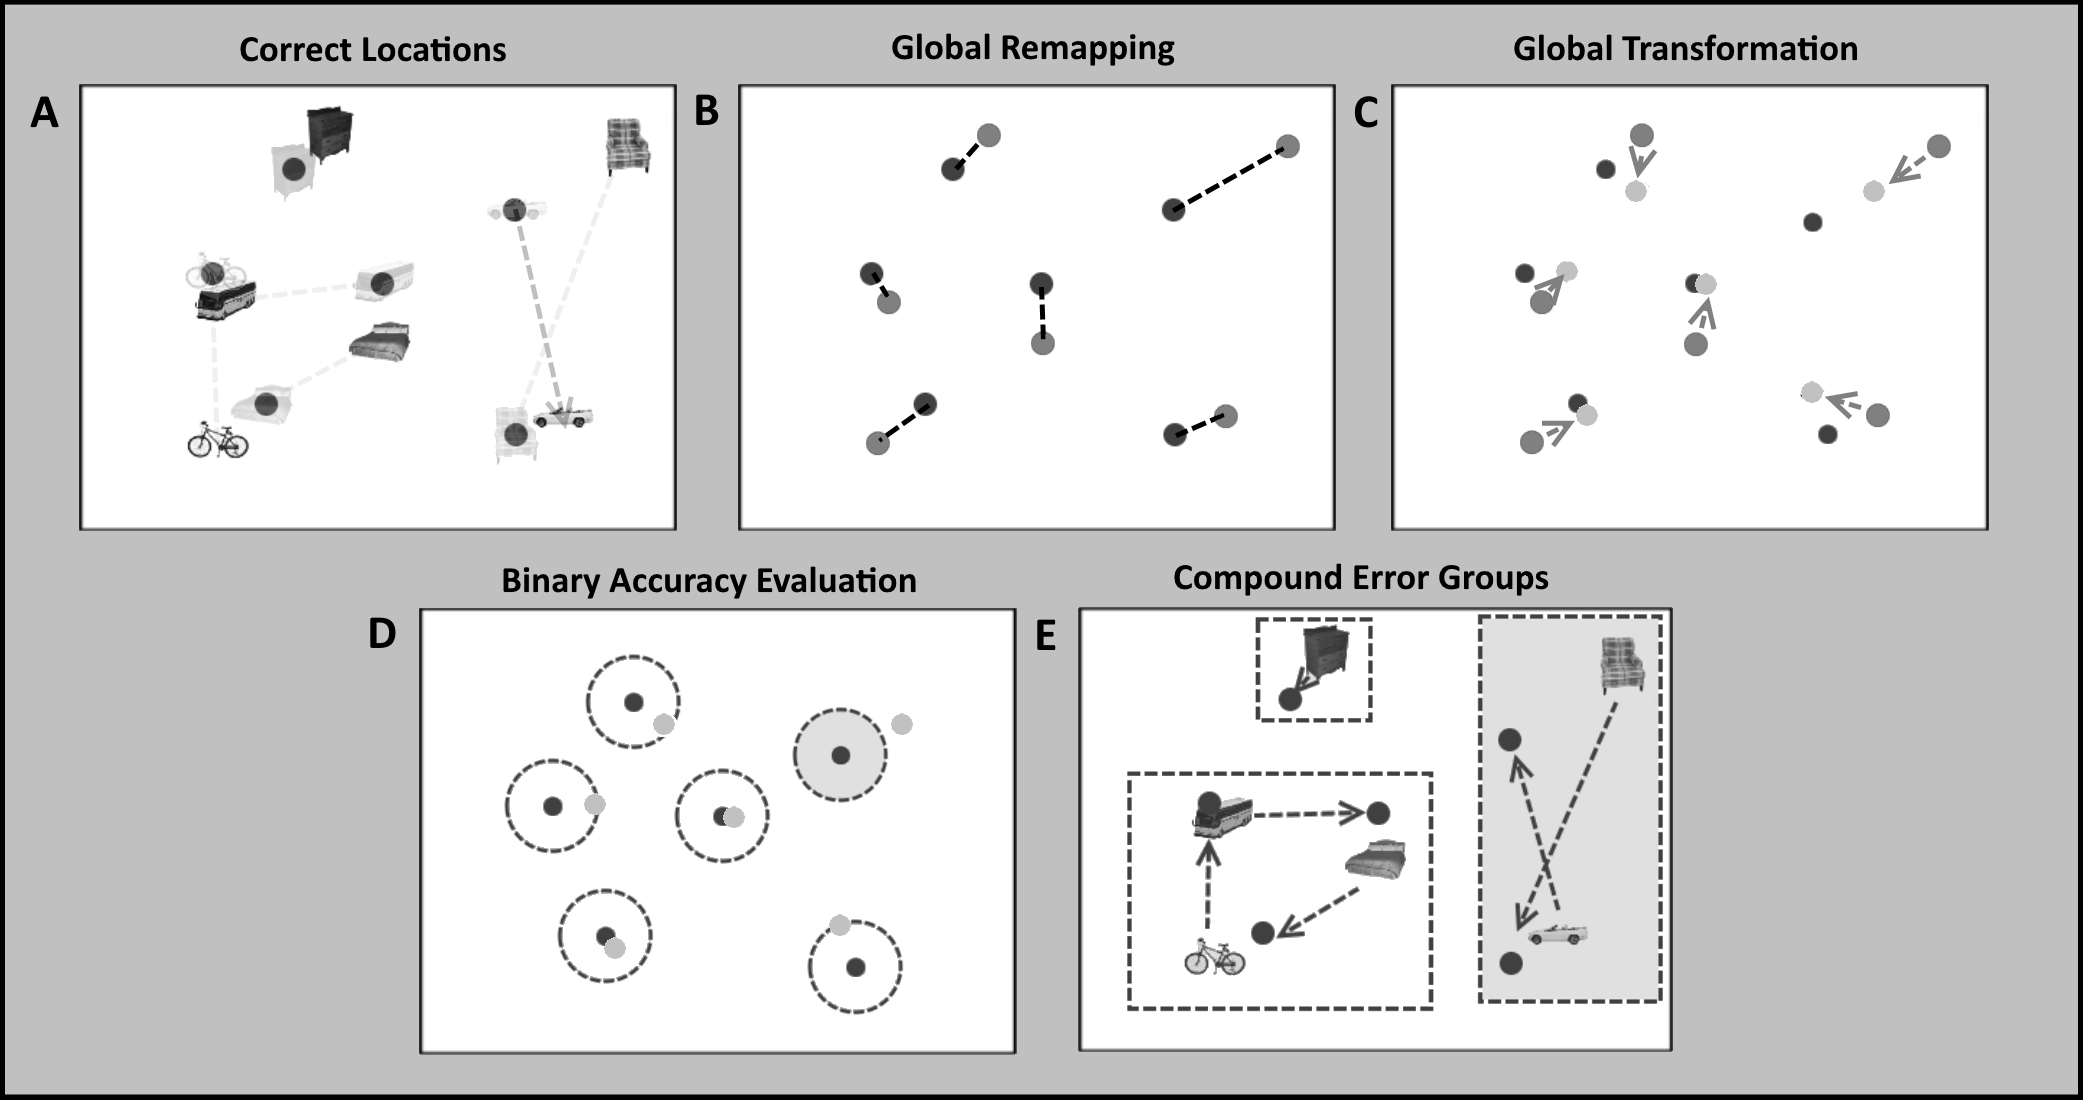 Correct Locations
Global Remapping
Global Transformation
A
B
C
Binary Accuracy Evaluation
Compound Error Groups
D
E